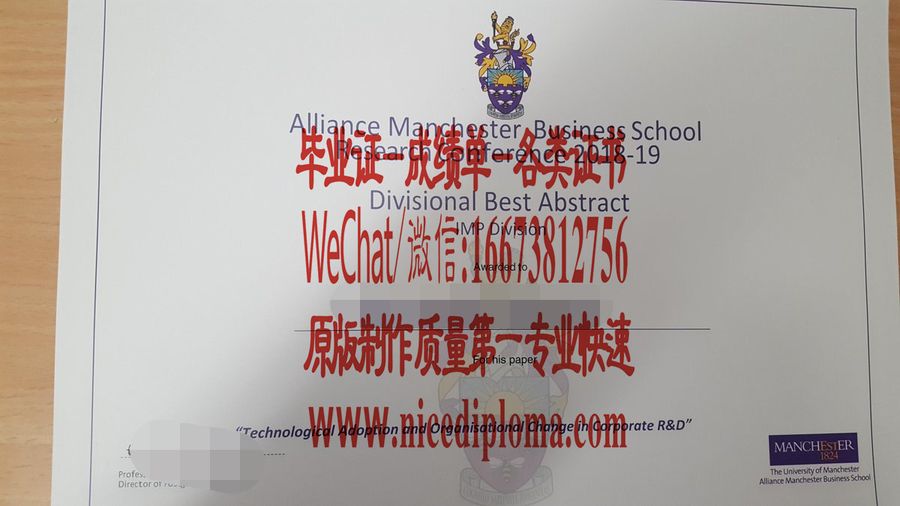 Alliance Manchester Business School
毕业证—成绩单—各类证书
Research Conference 2018-19
Divisional Best Abstract
IMP Division
WeChat/微信:16673812756
Awarded to
原版制作质量第一专业快速
For his paper
WWW.nicediploma.com
"Technological Adoption and Organisational Change in Corporate R&D"
MANCHESTER
1824
The University of Manchester
Alliance Manchester Business School
Director of